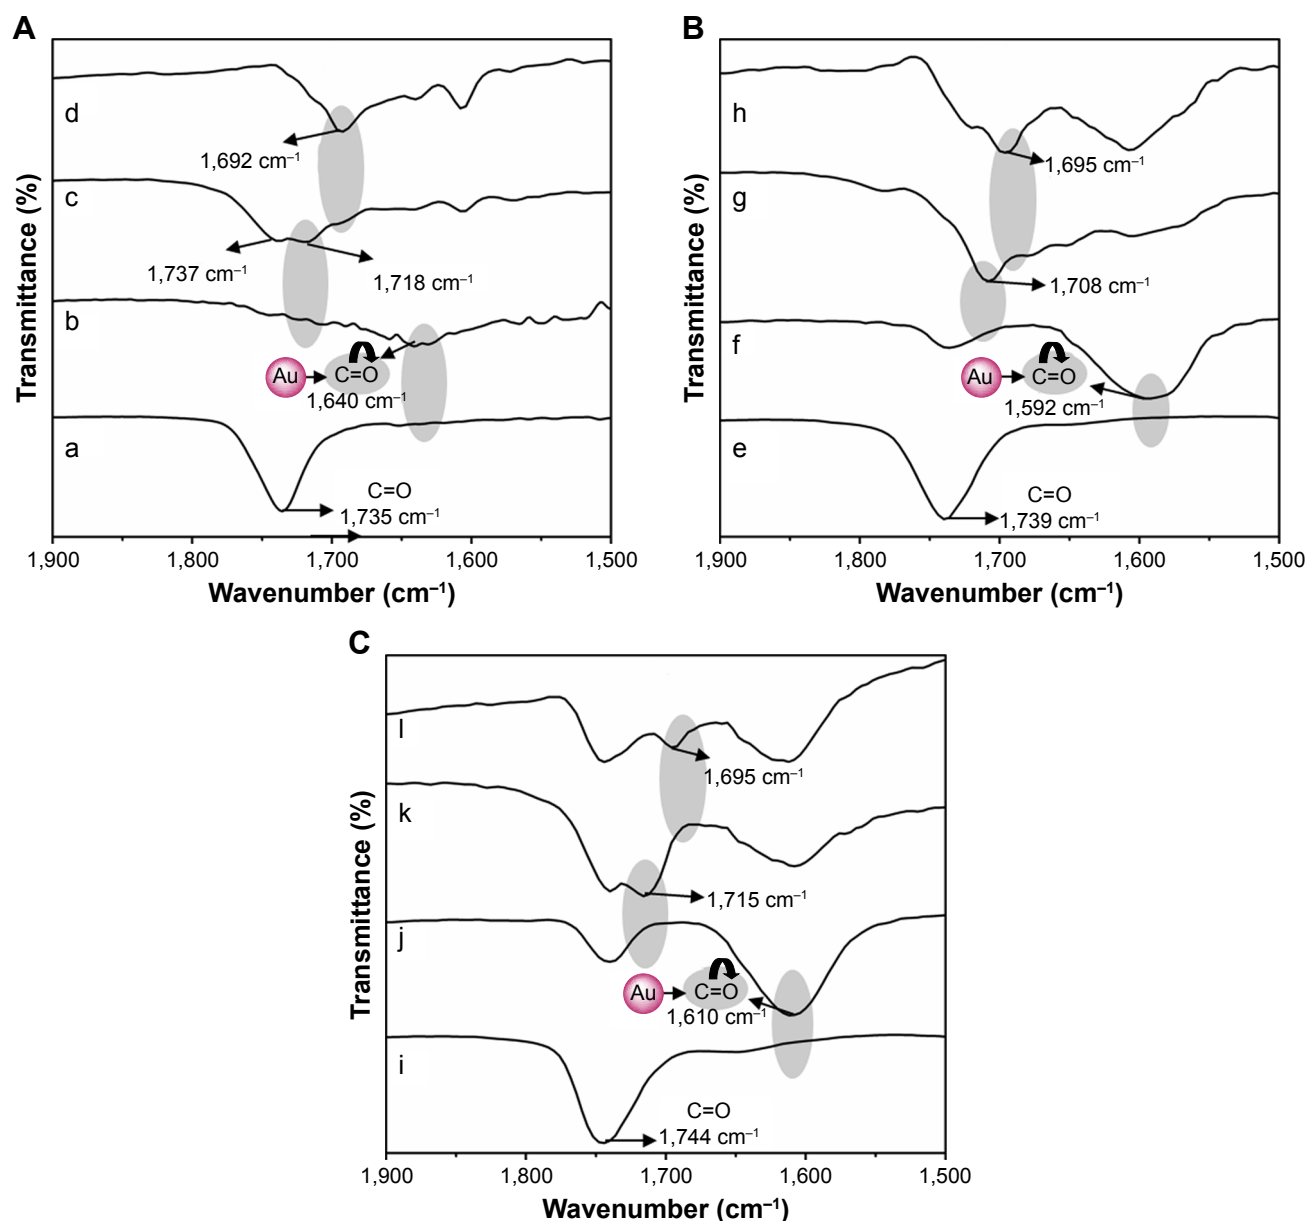 A
Transmittance (%)
d
1,692 cm⁻¹
c
1,737 cm⁻¹
1,718 cm⁻¹
b
Au
C=O
1,640 cm⁻¹
a
C=O
1,735 cm⁻¹
1,900 1,800 1,700 1,600 1,500
Wavenumber (cm⁻¹)
B
Transmittance (%)
h
1,695 cm⁻¹
g
1,708 cm⁻¹
f
Au
C=O
1,592 cm⁻¹
e
C=O
1,739 cm⁻¹
1,900 1,800 1,700 1,600 1,500
Wavenumber (cm⁻¹)
C
Transmittance (%)
l
1,695 cm⁻¹
k
1,715 cm⁻¹
j
Au
C=O
1,610 cm⁻¹
i
C=O
1,744 cm⁻¹
1,900 1,800 1,700 1,600 1,500
Wavenumber (cm⁻¹)